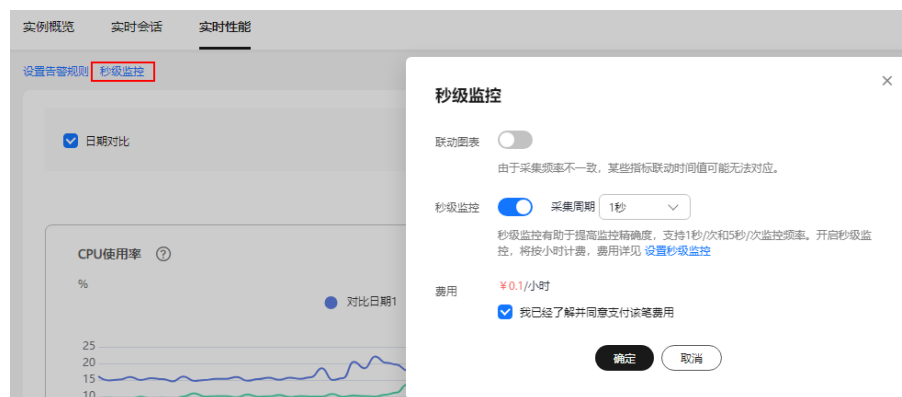 实例概览 实时会话 实时性能
设置告警规则 秒级监控
日期对比
CPU使用率 ?
%
对比日期1
25
20
15
10
秒级监控
联动图表
由于采集频率不一致，某些指标联动时间值可能无法对应。
秒级监控 采集周期 1秒
秒级监控有助于提高监控精确度，支持1秒/次和5秒/次监控频率。开启秒级监
控，将按小时计费，费用详见 设置秒级监控
费用 ￥0.1/小时
我已经了解并同意支付该笔费用
确定 取消